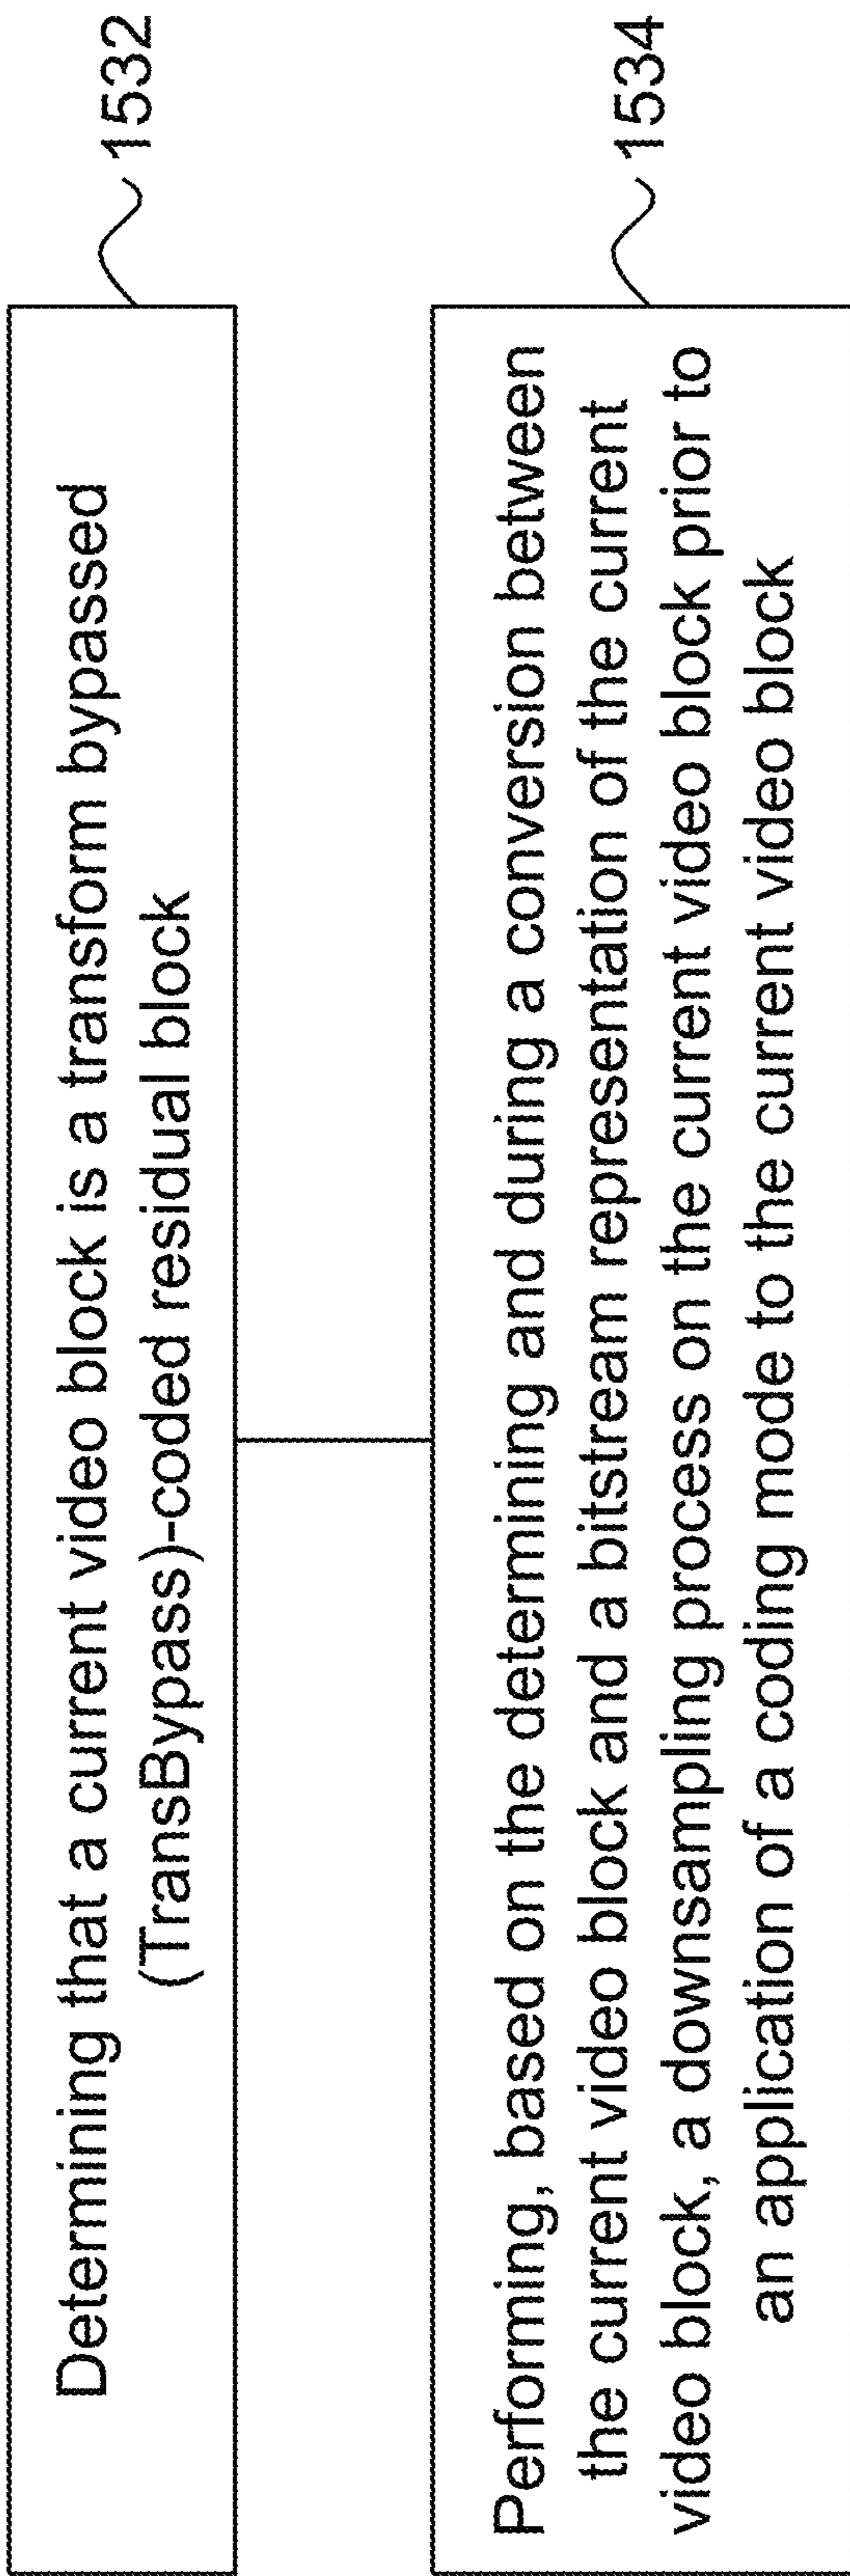 Determining that a current video block is a transform bypassed
(TransBypass)-coded residual block
1532
Performing, based on the determining and during a conversion between
the current video block and a bitstream representation of the current
video block, a downsampling process on the current video block prior to
an application of a coding mode to the current video block
1534